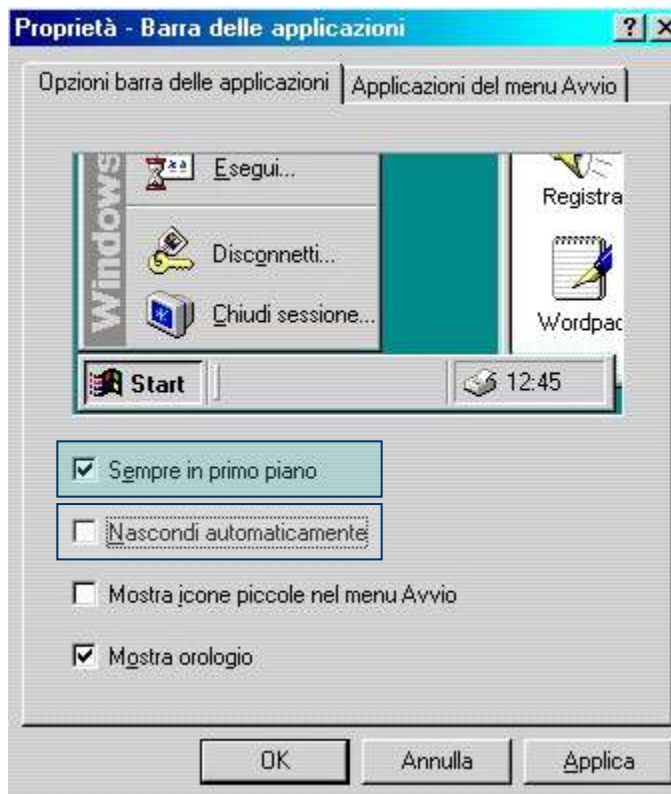 Proprietà - Barra delle applicazioni
Opzioni barra delle applicazioni
Applicazioni del menu Avvio
Windows
Esegui...
Disconnetti...
Chiudi sessione...
Registra
Wordpad
Start
12:45
Sempre in primo piano
Nascondi automaticamente
Mostra icone piccole nel menu Avvio
Mostra orologio
OK
Annulla
Applica